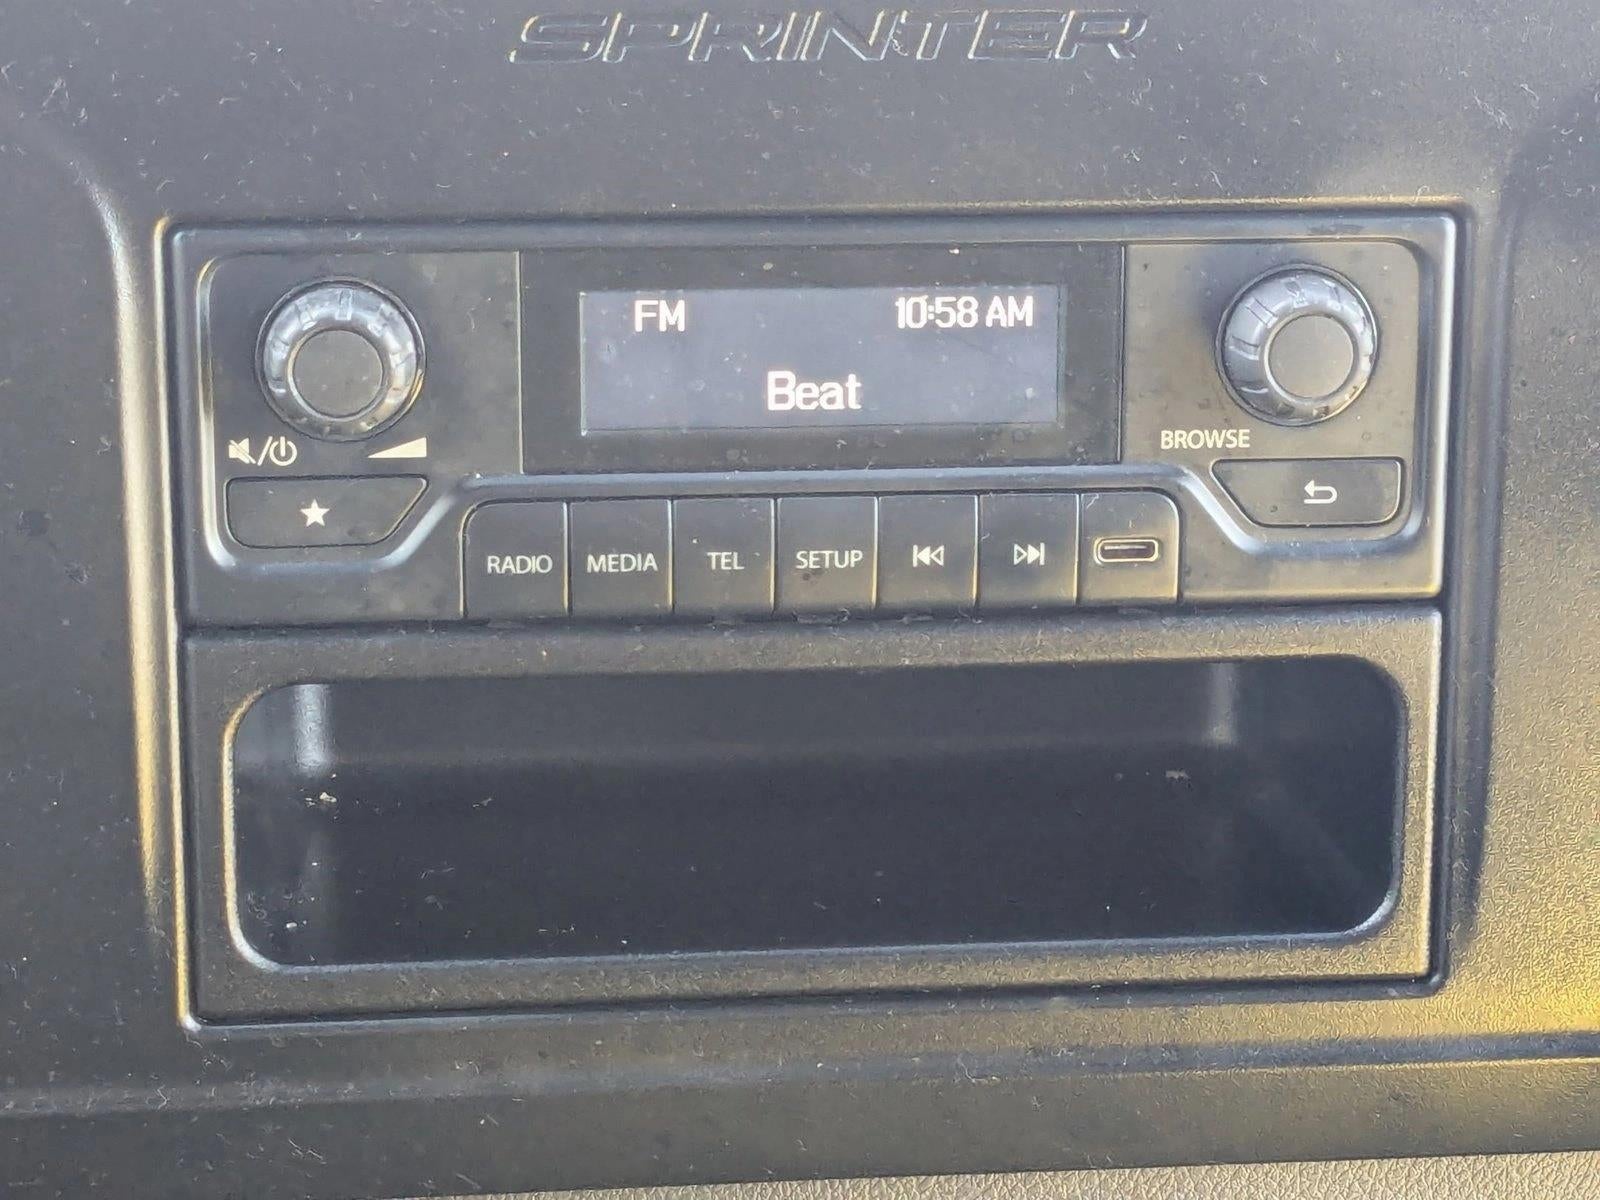 SPRINTER
FM 10:58 AM
Beat
/
BROWSE
RADIO MEDIA TEL SETUP